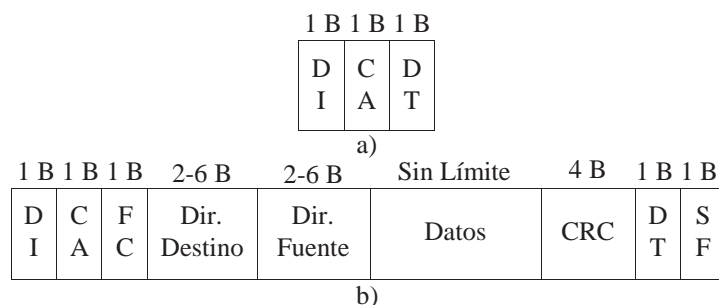 1 B 1 B 1 B
D C D
I A T
a)
1 B 1 B 1 B 2-6 B 2-6 B Sin Límite 4 B 1 B 1 B
D C F Dir. Dir. Datos CRC D S
I A C Destino Fuente T F
b)